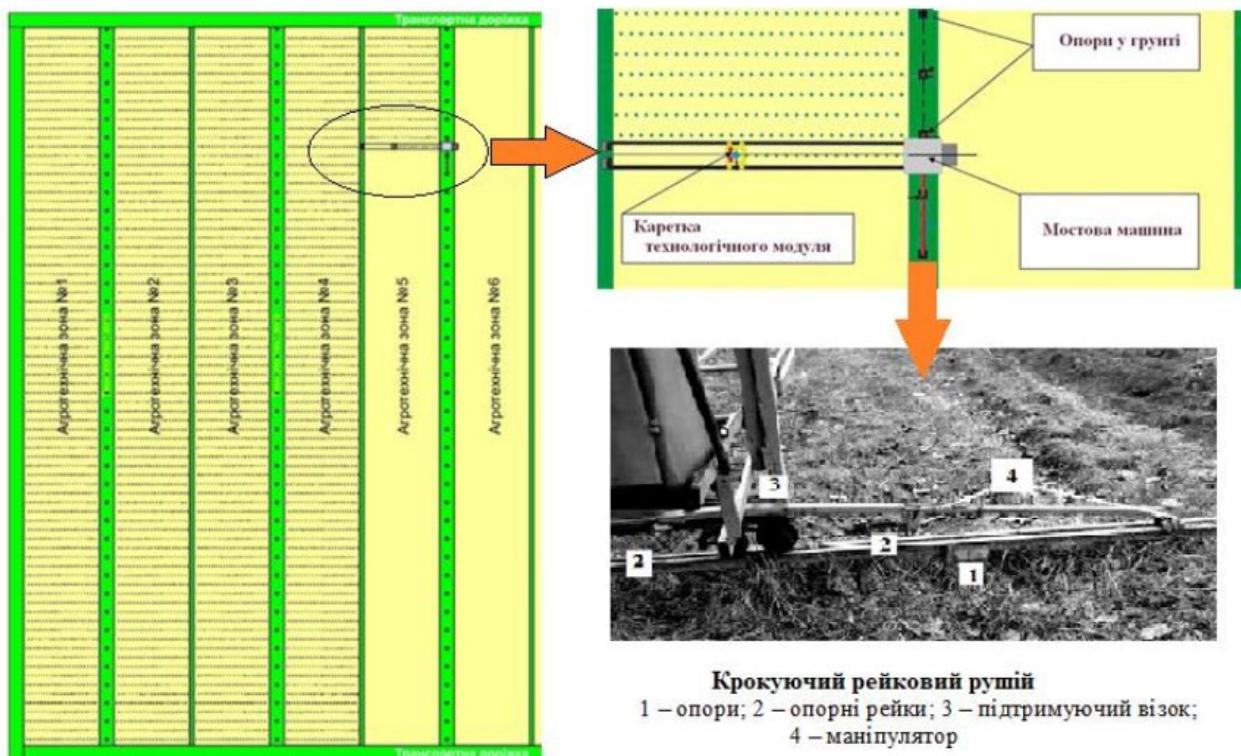 Транспортна доріжка
Агротехнічна зона №1
Агротехнічна зона №2
Агротехнічна зона №3
Агротехнічна зона №4
Агротехнічна зона №5
Агротехнічна зона №6
Транспортна доріжка
Опори у грунті
Каретка
технологічного модуля
Мостова машина
3
4
2
2
1
Крокуючий рейковий рушій
1 – опори; 2 – опорні рейки; 3 – підтримуючий візок;
4 – маніпулятор